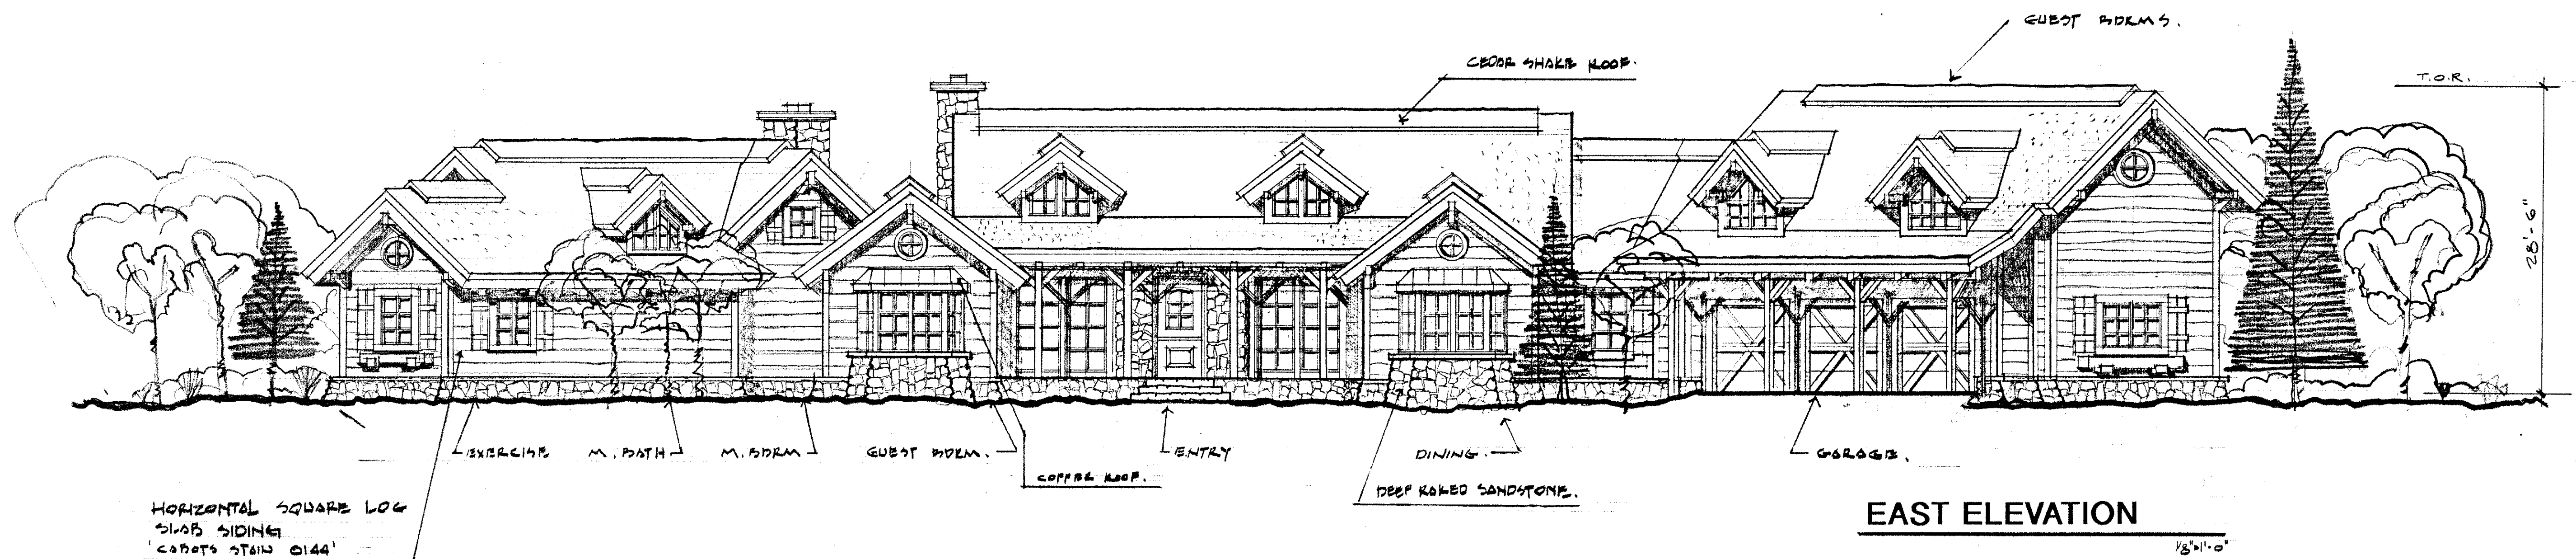 GUEST BDRMS.
CEDAR SHAKE ROOF.
T.O.R.
28'-6"
EXERCISE
M. BATH
M. BDRM
GUEST BDRM.
ENTRY
DINING.
GARAGE.
COPPER ROOF.
DEEP RAKED SANDSTONE.
HORIZONTAL SQUARE LOG
SLAB SIDING
'CABOTS STAIN 0144'
EAST ELEVATION
1/8"=1'-0"